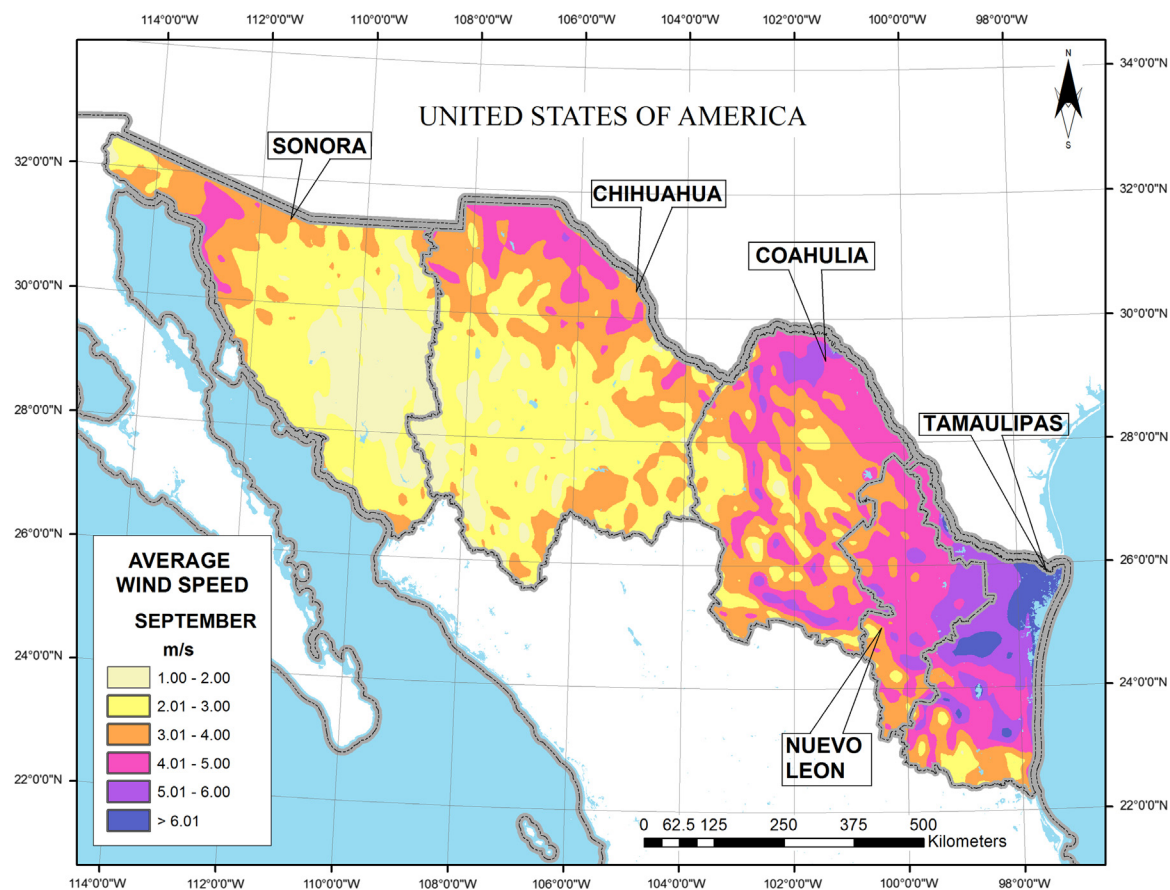 114°0'0"W 112°0'0"W 110°0'0"W 108°0'0"W 106°0'0"W 104°0'0"W 102°0'0"W 100°0'0"W 98°0'0"W
34°0'0"N
N
S
UNITED STATES OF AMERICA
SONORA
32°0'0"N
32°0'0"N
CHIHUAHUA
COAHULIA
30°0'0"N
30°0'0"N
28°0'0"N
TAMAULIPAS
28°0'0"N
26°0'0"N
26°0'0"N
AVERAGE
WIND SPEED
SEPTEMBER
m/s
1.00 - 2.00
2.01 - 3.00
3.01 - 4.00
4.01 - 5.00
5.01 - 6.00
> 6.01
24°0'0"N
24°0'0"N
NUEVO
LEON
22°0'0"N
22°0'0"N
0 62.5 125 250 375 500
Kilometers
114°0'0"W 112°0'0"W 110°0'0"W 108°0'0"W 106°0'0"W 104°0'0"W 102°0'0"W 100°0'0"W 98°0'0"W